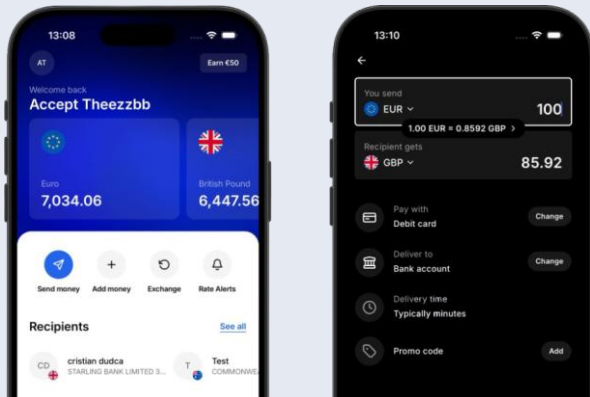 13:08
AT
Earn €50
Welcome back
Accept Theezzbb
Euro
7,034.06
British Pound
6,447.56
Send money
Add money
Exchange
Rate Alerts
Recipients
See all
CD
cristian dudca
STARLING BANK LIMITED 3...
T
Test
COMMONWEA
13:10
You send
EUR
100
1.00 EUR = 0.8592 GBP >
Recipient gets
GBP
85.92
Pay with
Debit card
Change
Deliver to
Bank account
Change
Delivery time
Typically minutes
Promo code
Add